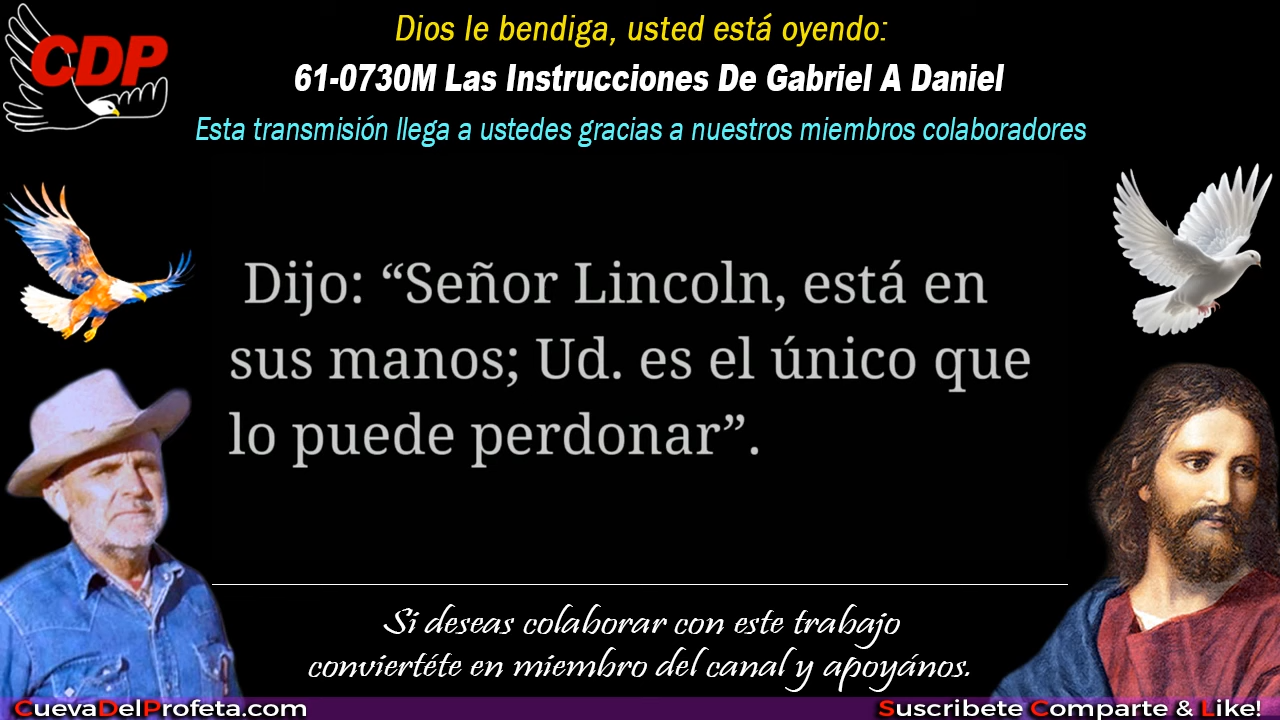 CDP
Dios le bendiga, usted está oyendo:
61-0730M Las Instrucciones De Gabriel A Daniel
Esta transmisión llega a ustedes gracias a nuestros miembros colaboradores
Dijo: “Señor Lincoln, está en
sus manos; Ud. es el único que
lo puede perdonar”.
Si deseas colaborar con este trabajo
conviertéte en miembro del canal y apoyános.
CuevaDelProfeta.com
Suscribete Comparte & Like!